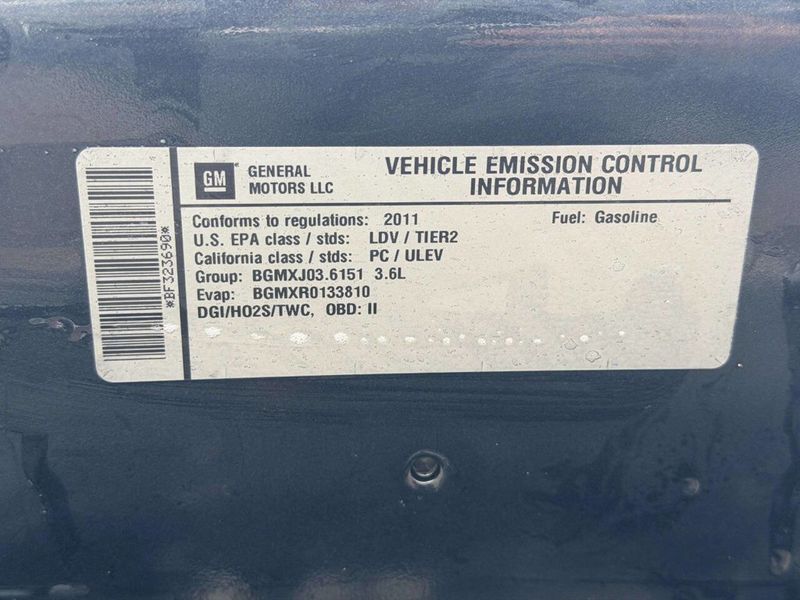 GM
GENERAL
MOTORS LLC
VEHICLE EMISSION CONTROL
INFORMATION
Conforms to regulations: 2011
Fuel: Gasoline
U.S. EPA class / stds: LDV / TIER2
California class / stds: PC / ULEV
Group: BGMXJ03.6151 3.6L
Evap: BGMXR0133810
DGI/HO2S/TWC, OBD: II
*BF323690*